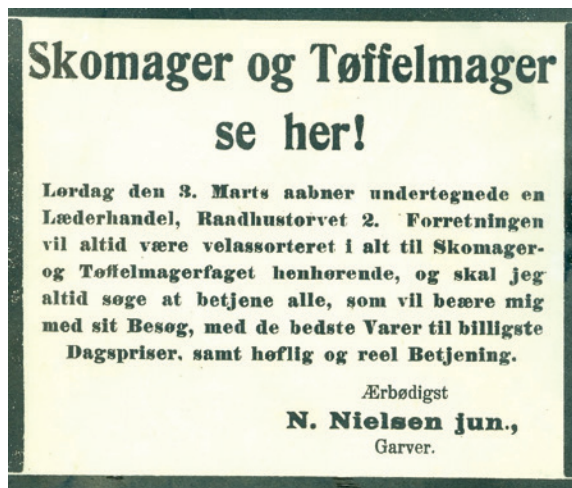 Skomager og Tøffelmager
se her!
Lørdag den 3. Marts aabner undertegnede en
Læderhandel, Raadhustorvet 2. Forretningen
vil altid være velassorteret i alt til Skomager-
og Tøffelmagerfaget henhørende, og skal jeg
altid søge at betjene alle, som vil beære mig
med sit Besøg, med de bedste Varer til billigste
Dagspriser. samt høflig og reel Betjening.
Ærbødigst
N. Nielsen jun.,
Garver.